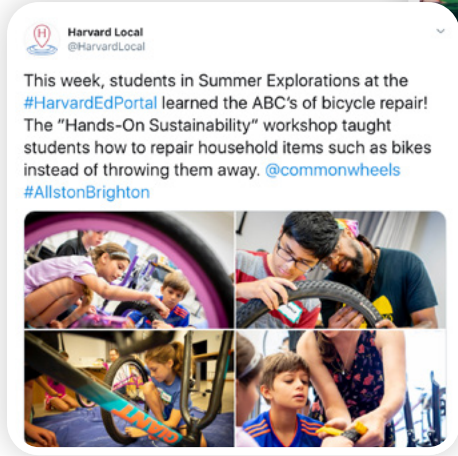 Harvard Local
@HarvardLocal
This week, students in Summer Explorations at the
#HarvardEdPortal learned the ABC's of bicycle repair!
The "Hands-On Sustainability" workshop taught
students how to repair household items such as bikes
instead of throwing them away. @commonwheels
#AllstonBrighton
GIANT